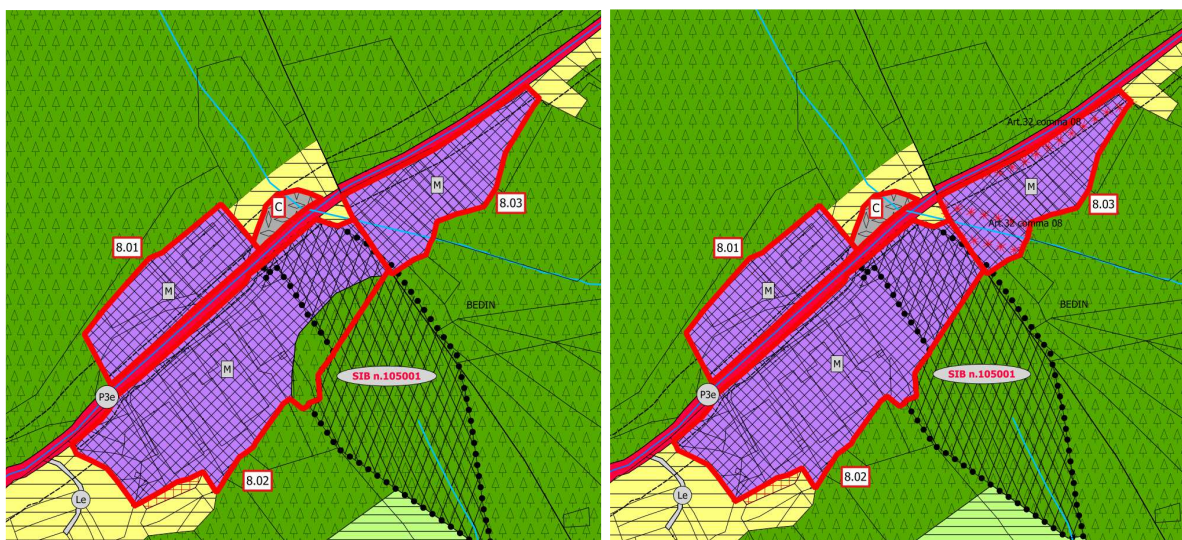 M
8.03
C
8.01
M
BEDIN
M
SIB n.105001
P3e
8.02
Le
Art.32 comma 08
M
8.03
C
Art.32 comma 08
8.01
M
BEDIN
M
SIB n.105001
P3e
8.02
Le